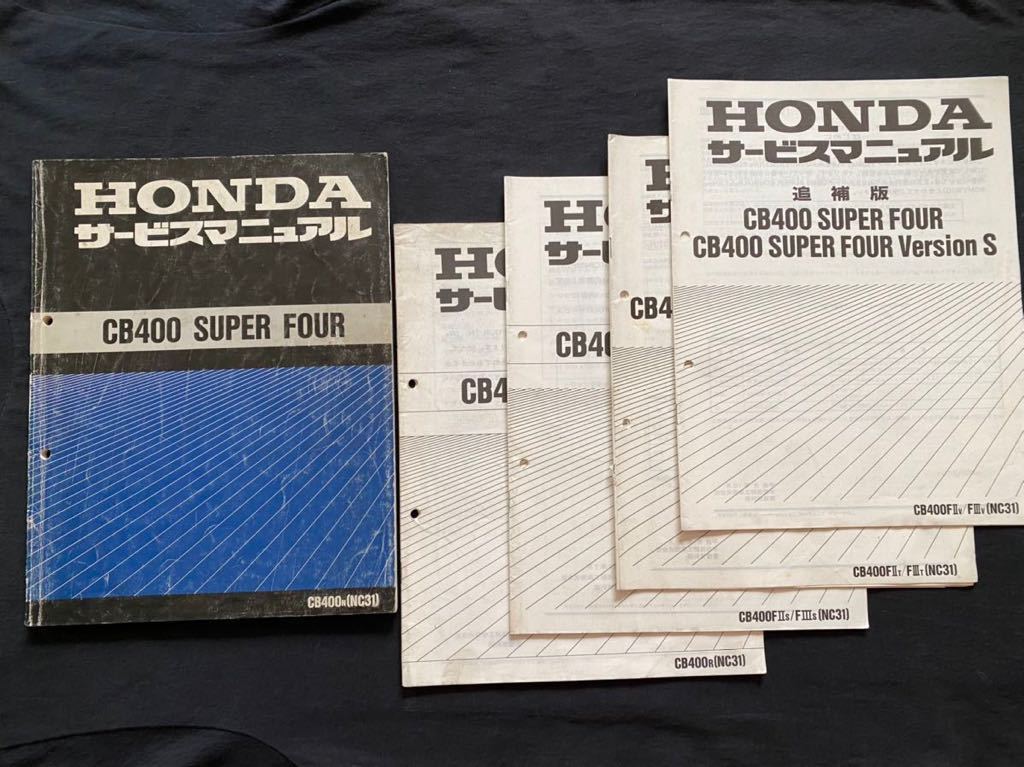 HONDA
サービスマニュアル
CB400 SUPER FOUR
CB400N(NC31)
CB400R(NC31)
CB400FⅡS/FⅢS(NC31)
CB400FⅡT/FⅢT(NC31)
HONDA
サービスマニュアル
追補版
CB400 SUPER FOUR
CB400 SUPER FOUR Version S
CB400FⅡV/FⅢV(NC31)